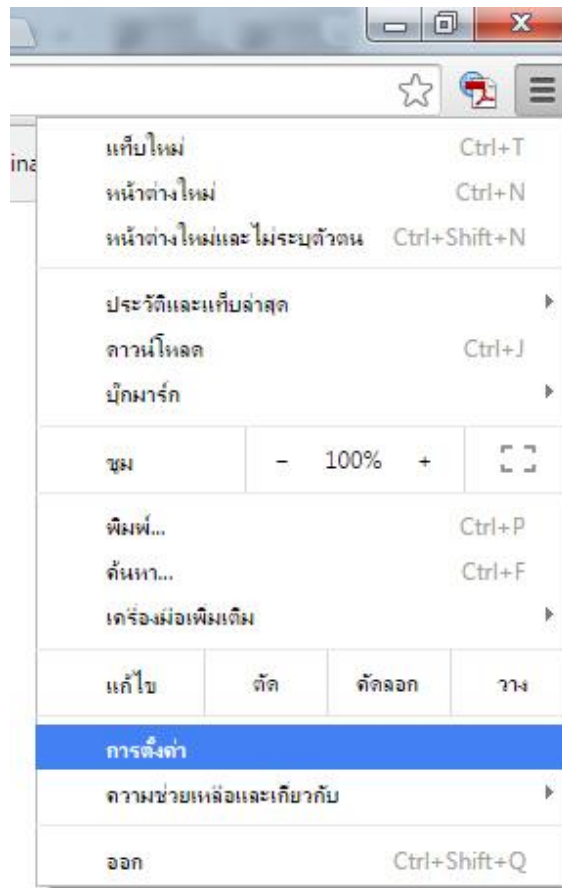 ina
แท็บใหม่ Ctrl+T
หน้าต่างใหม่ Ctrl+N
หน้าต่างใหม่และไม่ระบุตัวตน Ctrl+Shift+N
ประวัติและแท็บล่าสุด
ดาวน์โหลด Ctrl+J
บุ๊กมาร์ก
ซูม - 100% +
พิมพ์... Ctrl+P
ค้นหา... Ctrl+F
เครื่องมือเพิ่มเติม
แก้ไข ตัด คัดลอก วาง
การตั้งค่า
ความช่วยเหลือและเกี่ยวกับ
ออก Ctrl+Shift+Q